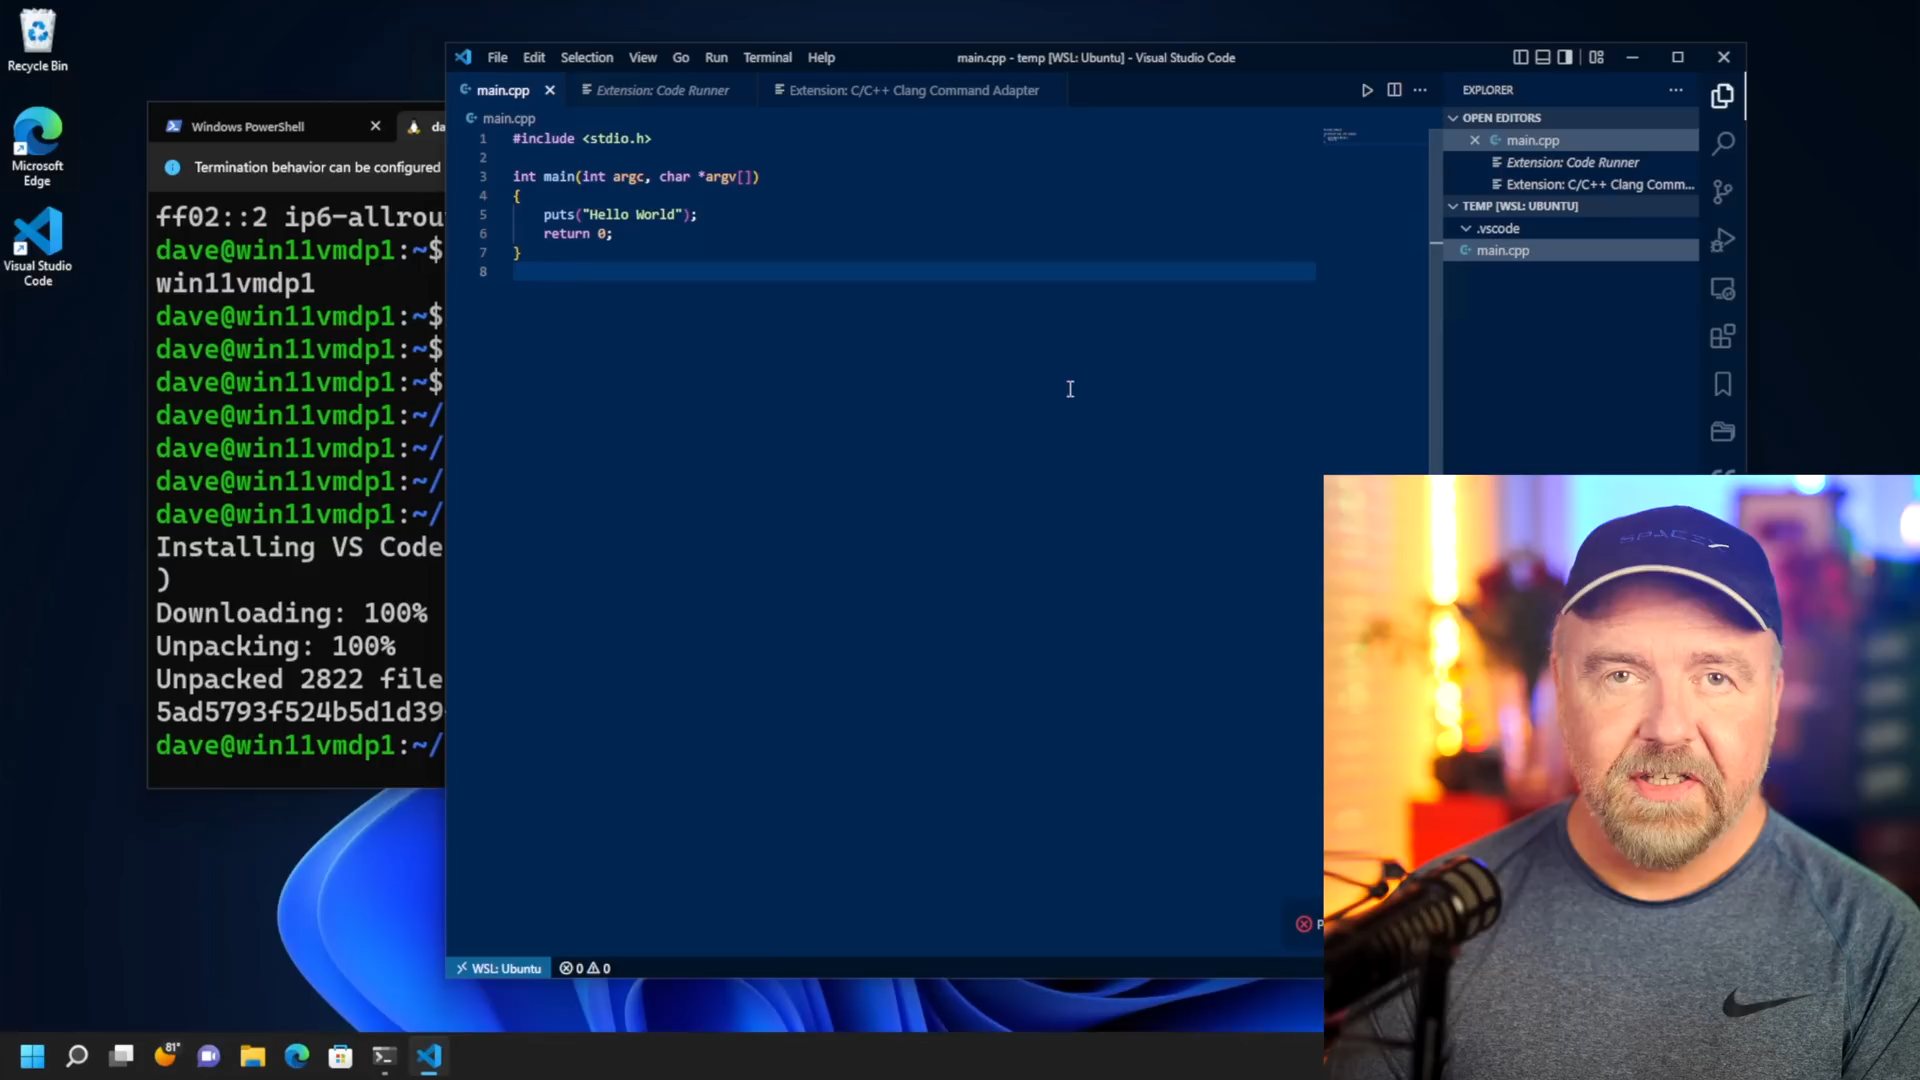 Recycle Bin
Microsoft
Edge
Visual Studio
Code
Windows PowerShell
da
Termination behavior can be configured
ff02::2 ip6-allrou
dave@win11vmdp1:~$
win11vmdp1
dave@win11vmdp1:~$
dave@win11vmdp1:~$
dave@win11vmdp1:~$
dave@win11vmdp1:~/
dave@win11vmdp1:~/
dave@win11vmdp1:~/
dave@win11vmdp1:~/
Installing VS Code
)
Downloading: 100%
Unpacking: 100%
Unpacked 2822 file
5ad5793f524b5d1d39
dave@win11vmdp1:~/
File Edit Selection View Go Run Terminal Help
main.cpp - temp [WSL: Ubuntu] - Visual Studio Code
main.cpp
Extension: Code Runner
Extension: C/C++ Clang Command Adapter
main.cpp
1 #include <stdio.h>
2
3 int main(int argc, char *argv[])
4 {
5 puts("Hello World");
6 return 0;
7 }
8
EXPLORER
OPEN EDITORS
main.cpp
Extension: Code Runner
Extension: C/C++ Clang Comm...
TEMP [WSL: UBUNTU]
.vscode
main.cpp
P
WSL: Ubuntu
0 0
SPACEX
81°